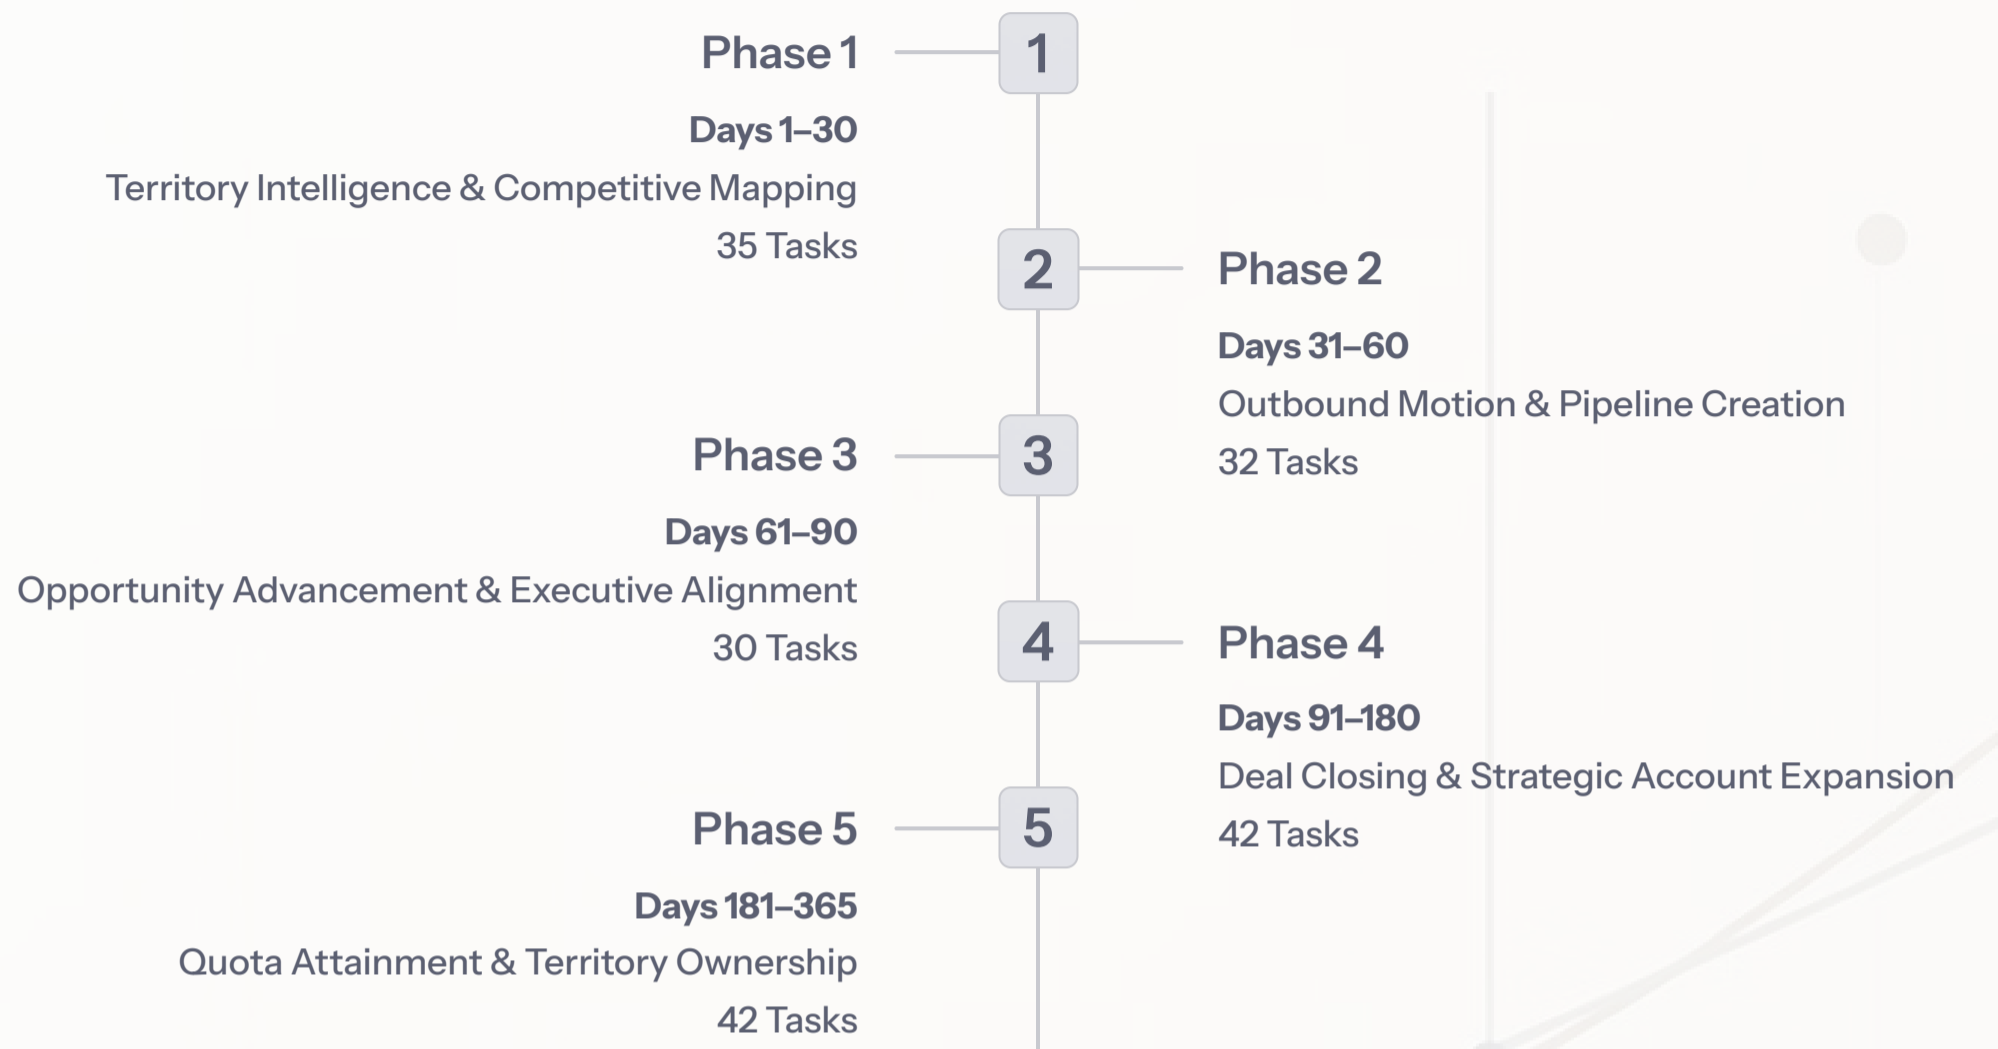 Phase 1
1
Days 1–30
Territory Intelligence & Competitive Mapping
35 Tasks
2
Phase 2
Days 31–60
Outbound Motion & Pipeline Creation
32 Tasks
Phase 3
3
Days 61–90
Opportunity Advancement & Executive Alignment
30 Tasks
4
Phase 4
Days 91–180
Deal Closing & Strategic Account Expansion
42 Tasks
Phase 5
5
Days 181–365
Quota Attainment & Territory Ownership
42 Tasks